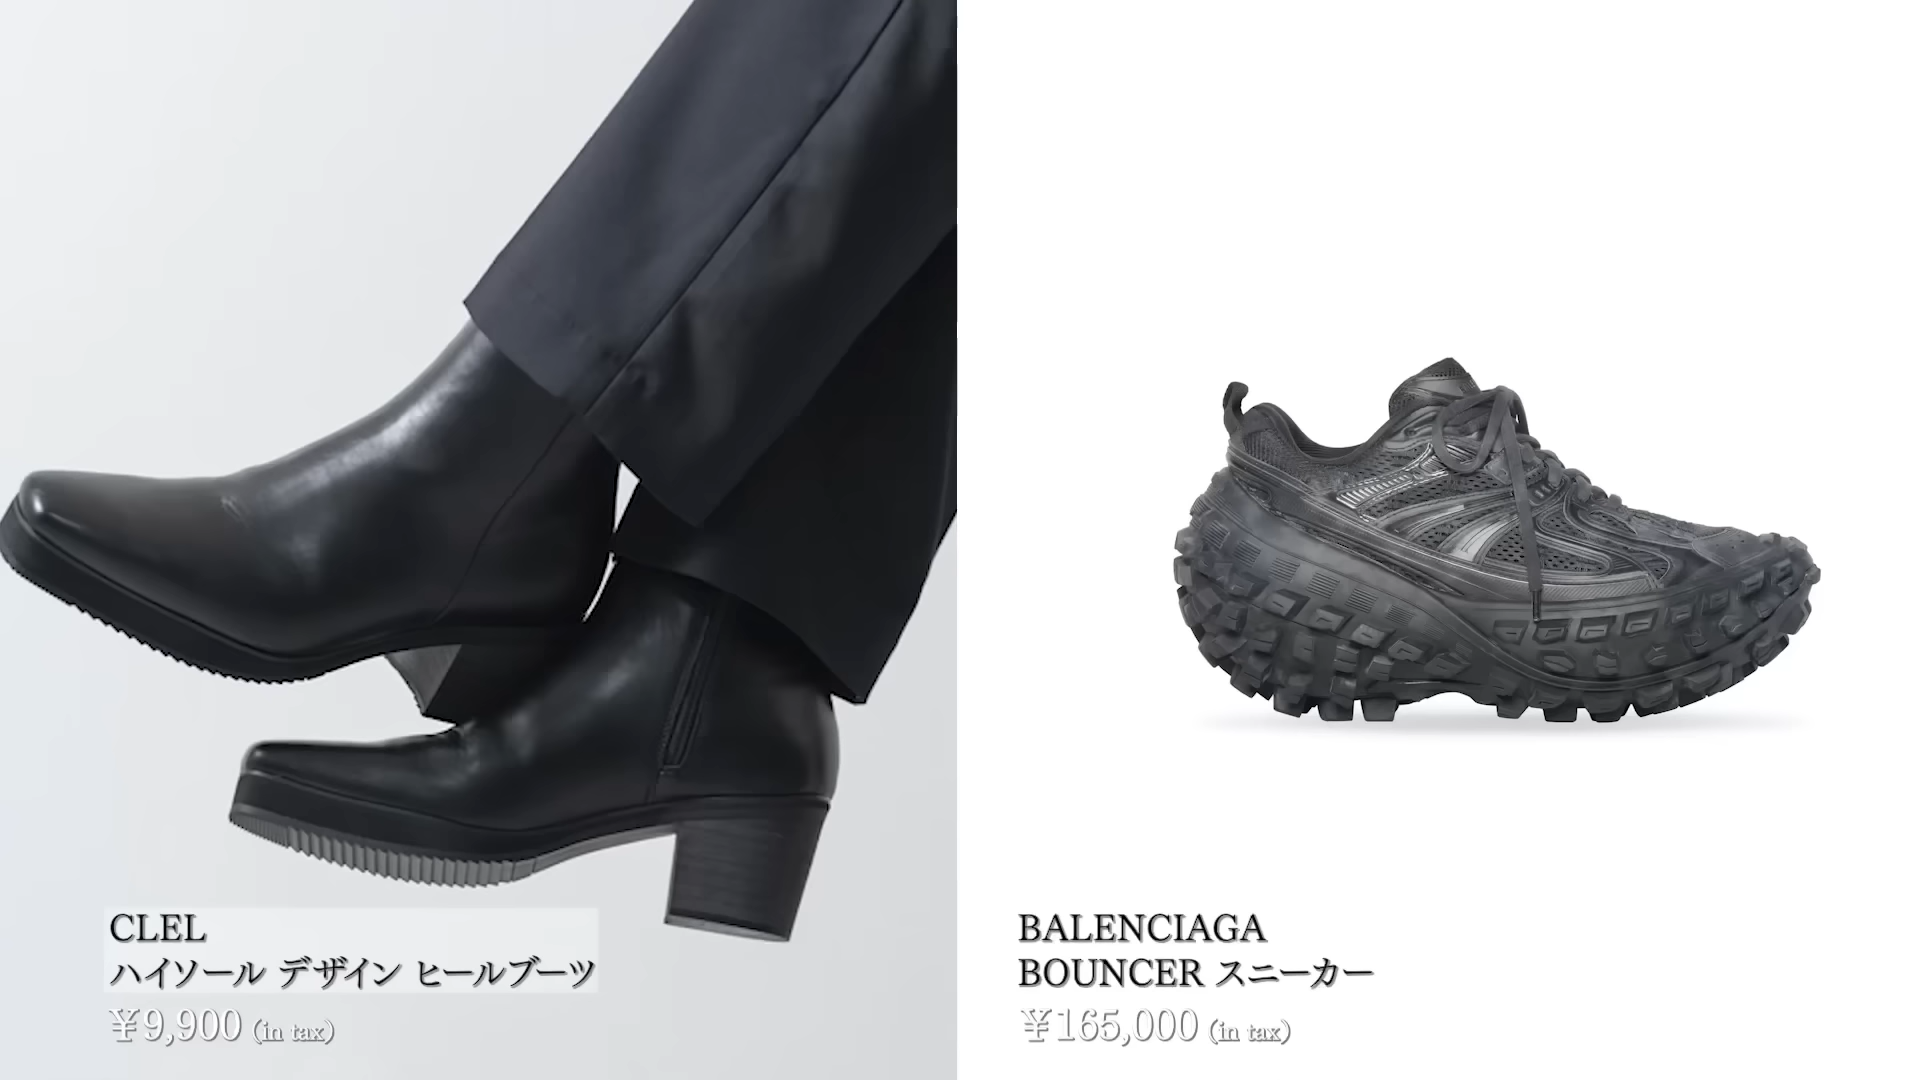 CLEL
ハイソール デザイン ヒールブーツ
¥9,900 (in tax)
BALENCIAGA
BOUNCER スニーカー
¥165,000 (in tax)